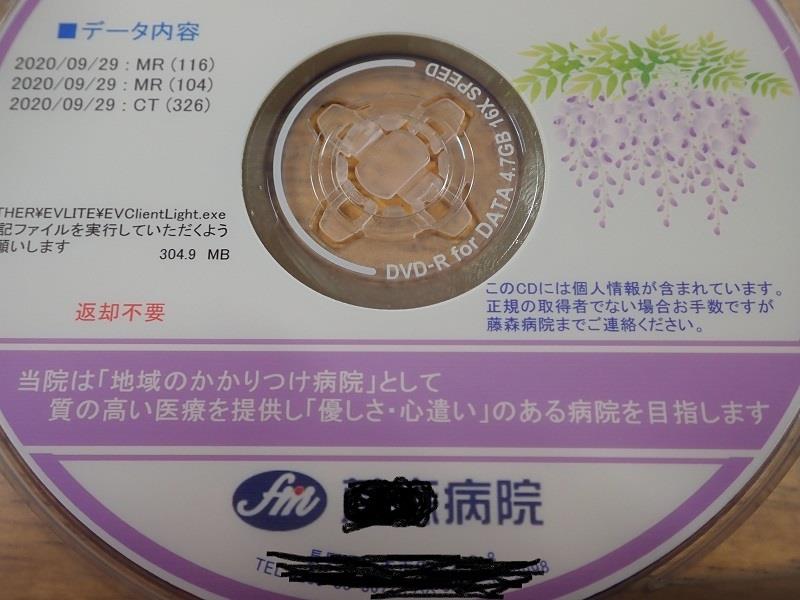 ■データ内容
2020/09/29 : MR (116)
2020/09/29 : MR (104)
2020/09/29 : CT (326)
THER¥EVLITE¥EVClientLight.exe
記ファイルを実行していただくよう
願いします
304.9 MB
返却不要
DVD-R for DATA 4.7GB 16X SPEED
このCDには個人情報が含まれています。
正規の取得者でない場合お手数ですが
藤森病院までご連絡ください。
当院は「地域のかかりつけ病院」として
質の高い医療を提供し「優しさ・心遣い」のある病院を目指します
fm 病院
TEL